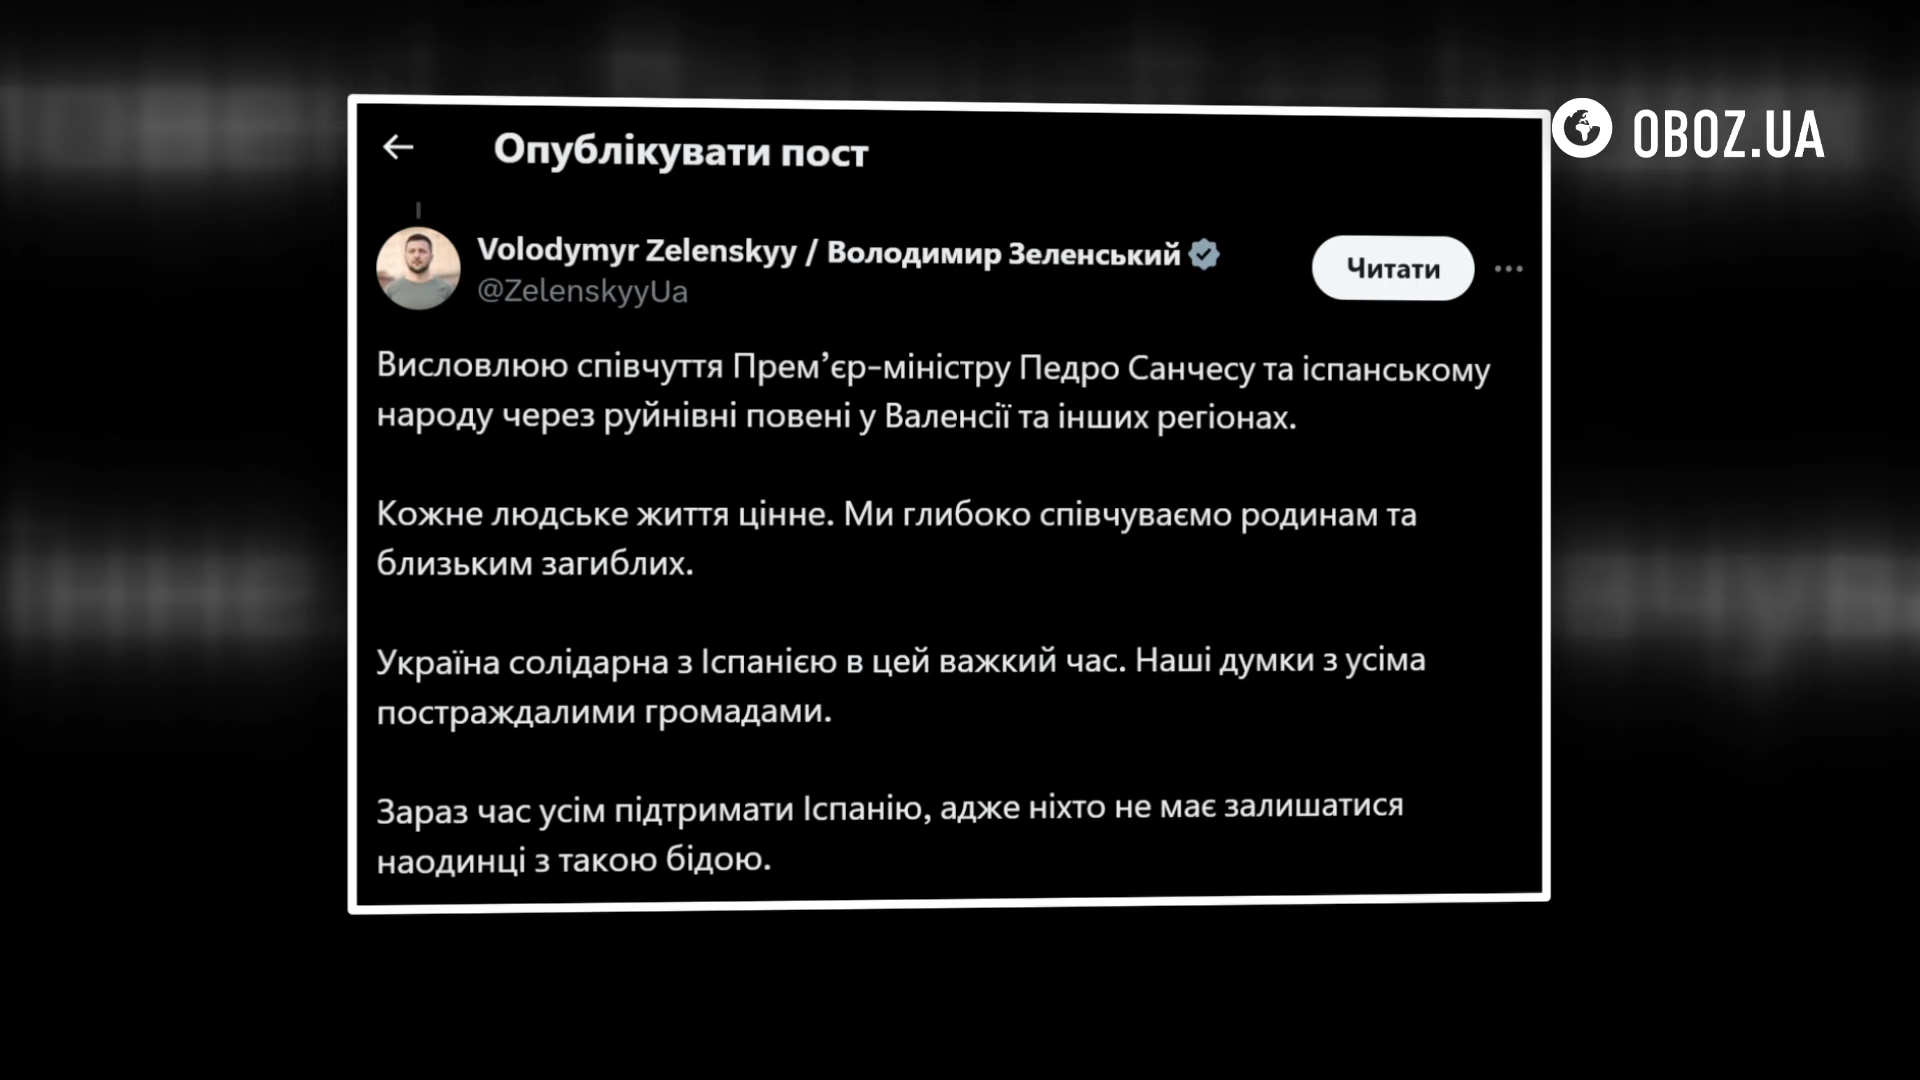 OBOZ.UA
Опублікувати пост
Volodymyr Zelenskyy / Володимир Зеленський
@ZelenskyyUa
Читати
Висловлюю співчуття Прем’єр-міністру Педро Санчесу та іспанському
народу через руйнівні повені у Валенсії та інших регіонах.
Кожне людське життя цінне. Ми глибоко співчуваємо родинам та
близьким загиблих.
Україна солідарна з Іспанією в цей важкий час. Наші думки з усіма
постраждалими громадами.
Зараз час усім підтримати Іспанію, адже ніхто не має залишатися
наодинці з такою бідою.